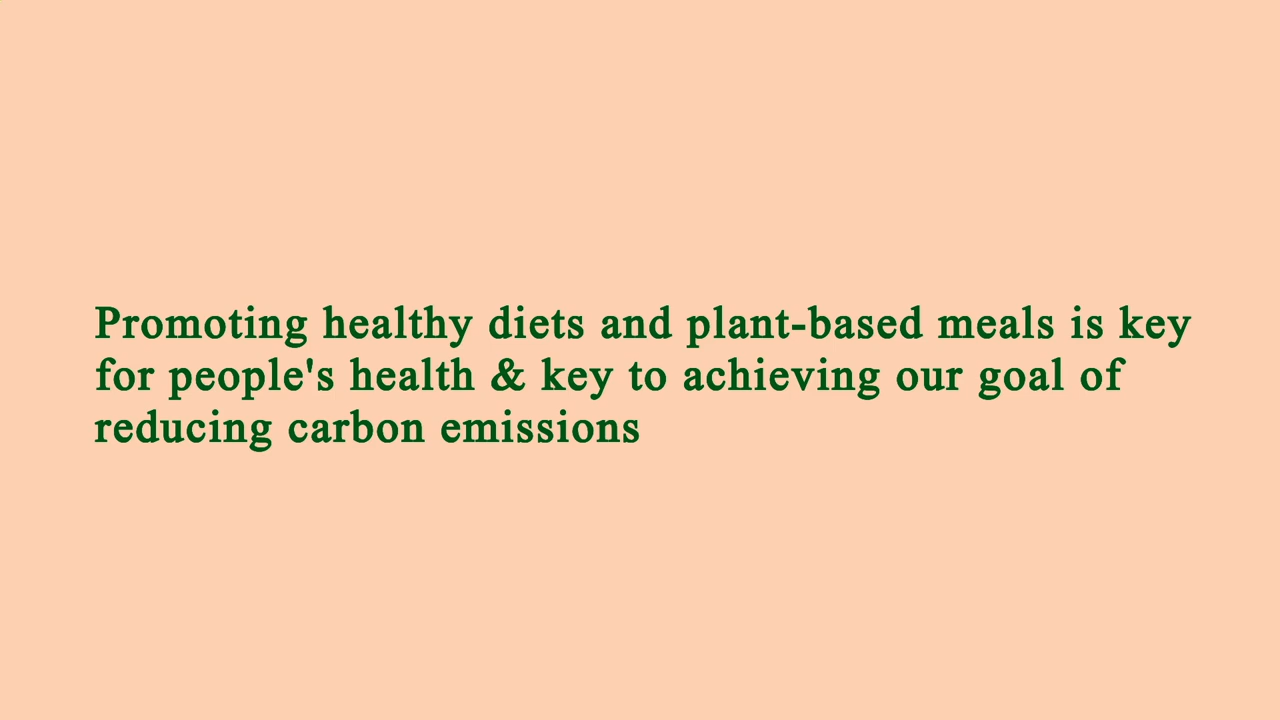 Promoting healthy diets and plant-based meals is key
for people's health & key to achieving our goal of
reducing carbon emissions